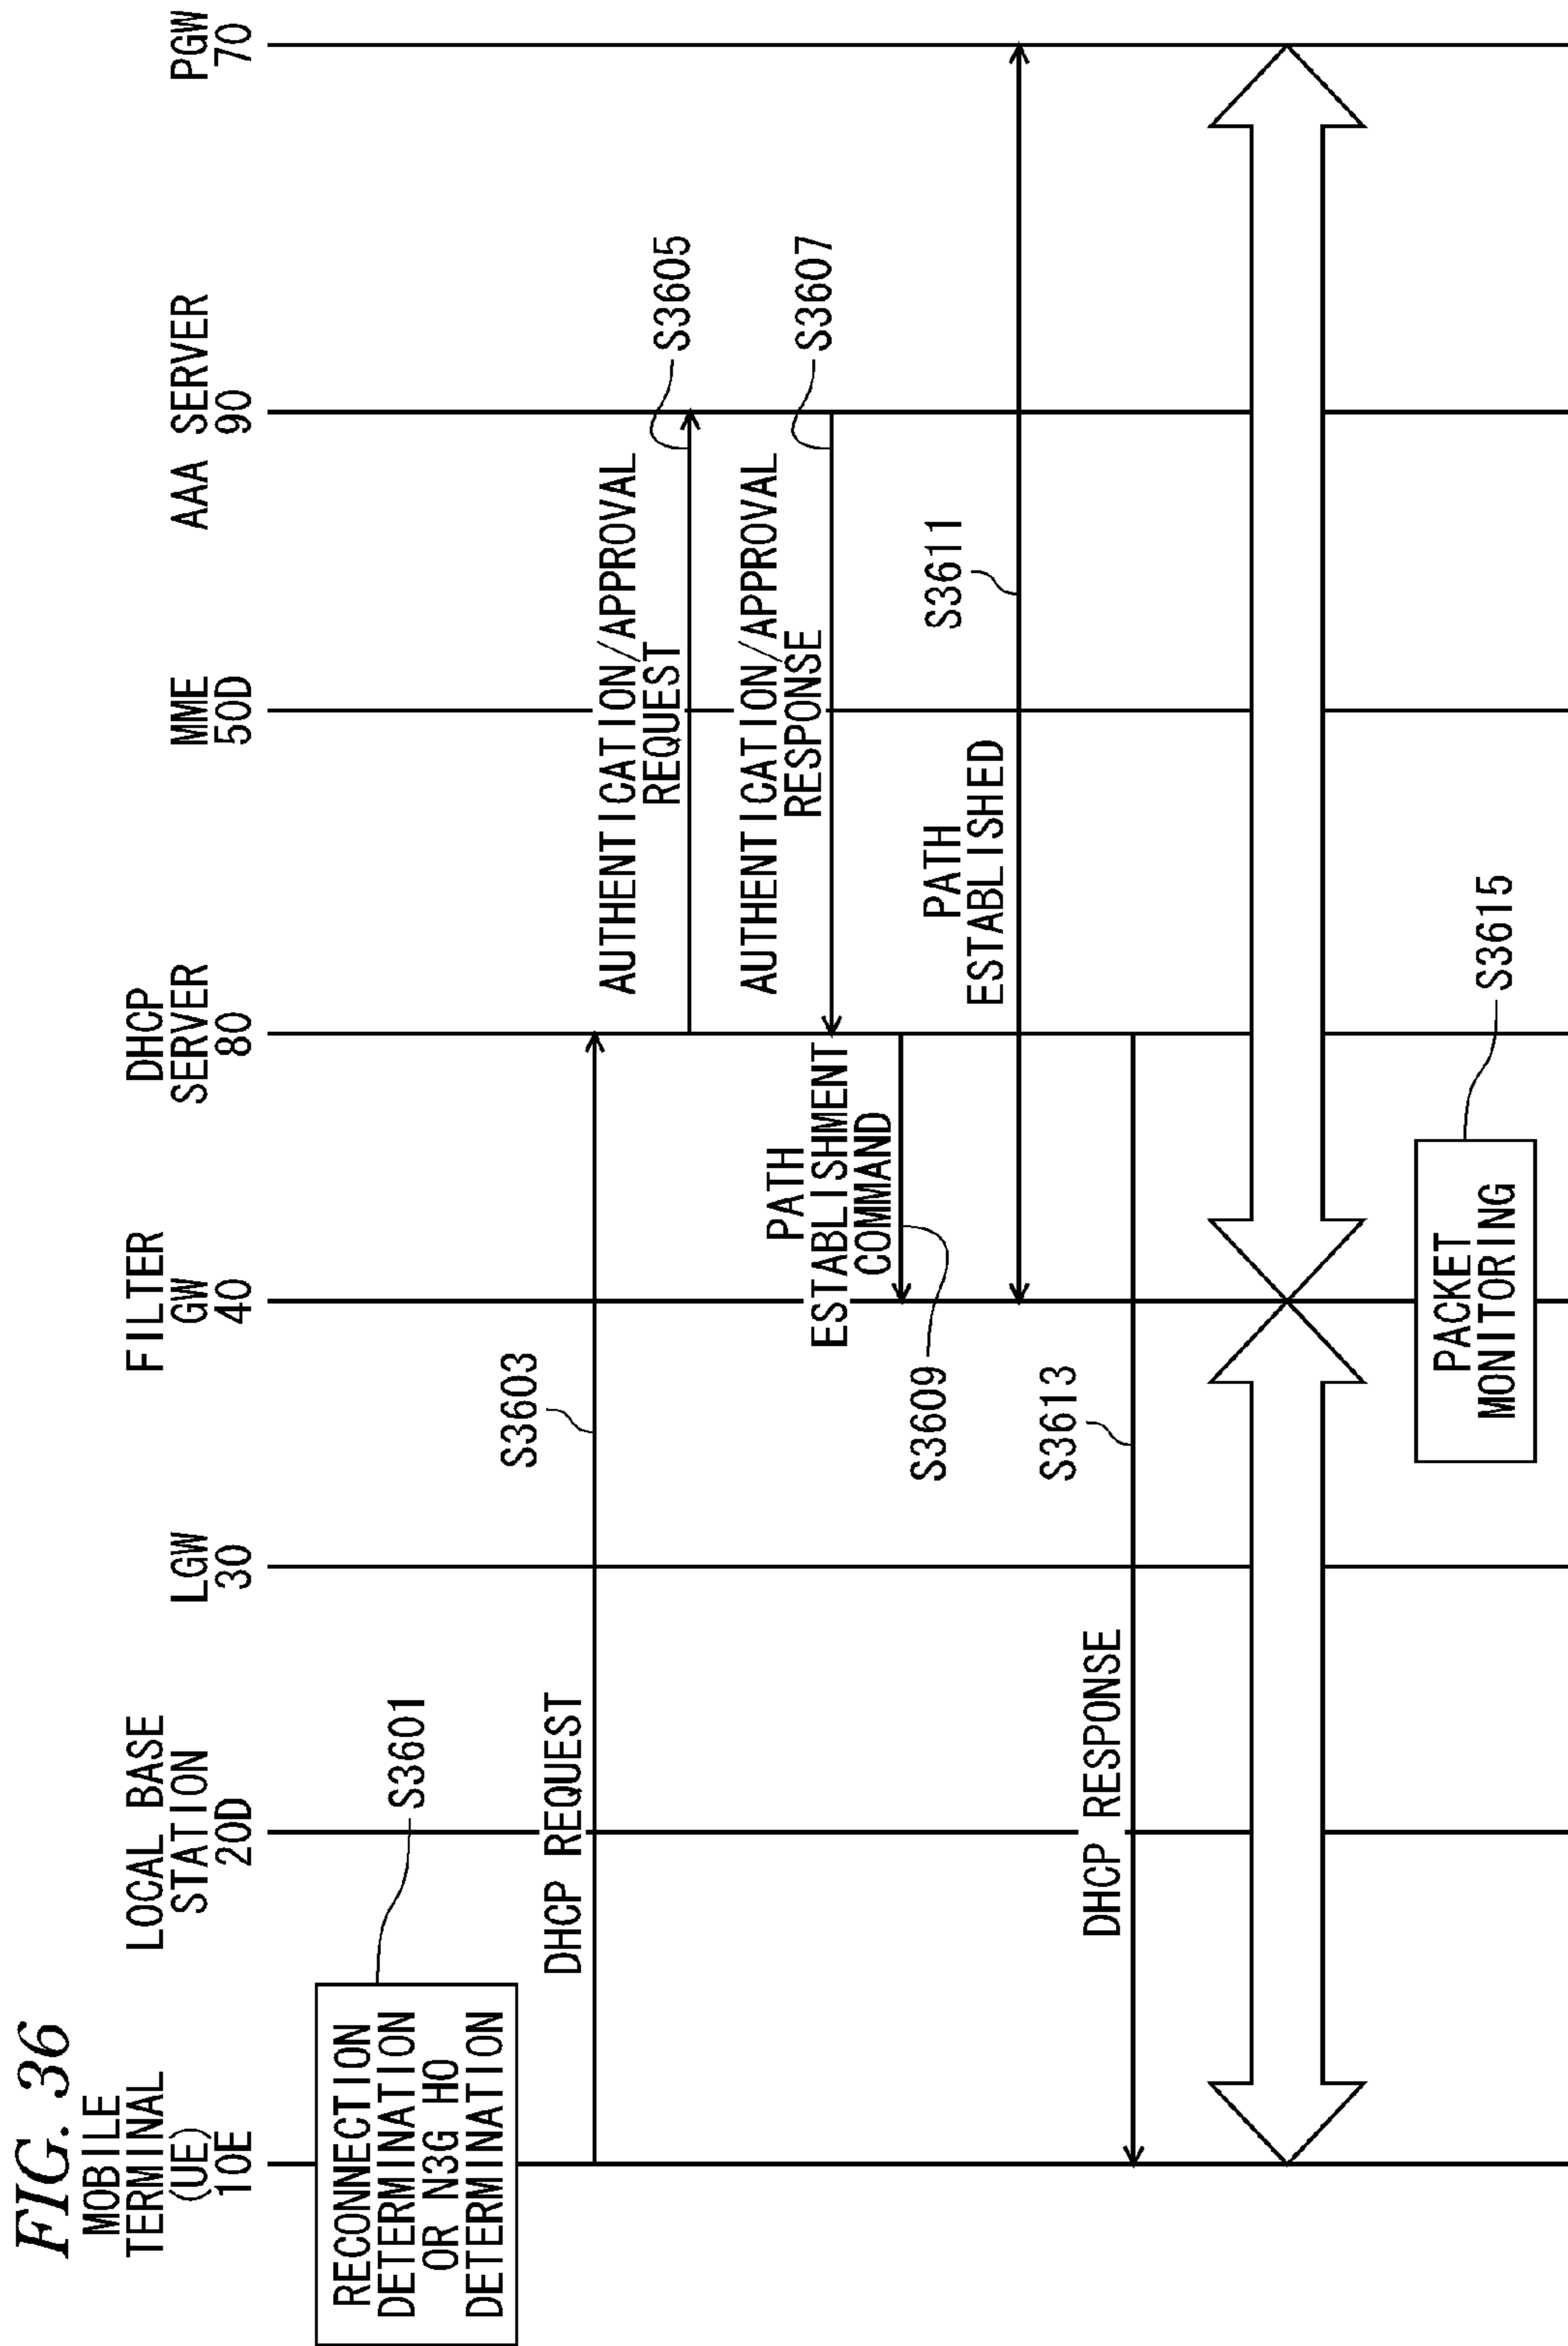 FIG. 36
MOBILE
TERMINAL
(UE)
10E
LOCAL BASE
STATION
20D
LGW
30
FILTER
GW
40
DHCP
SERVER
80
MME
50D
AAA SERVER
90
PGW
70
RECONNECTION
DETERMINATION
OR N3G HO
DETERMINATION
S3601
DHCP REQUEST
S3603
AUTHENTICATION/APPROVAL
REQUEST
S3605
AUTHENTICATION/APPROVAL
RESPONSE
S3607
PATH
ESTABLISHMENT
COMMAND
S3609
PATH
ESTABLISHED
S3611
DHCP RESPONSE
S3613
PACKET
MONITORING
S3615